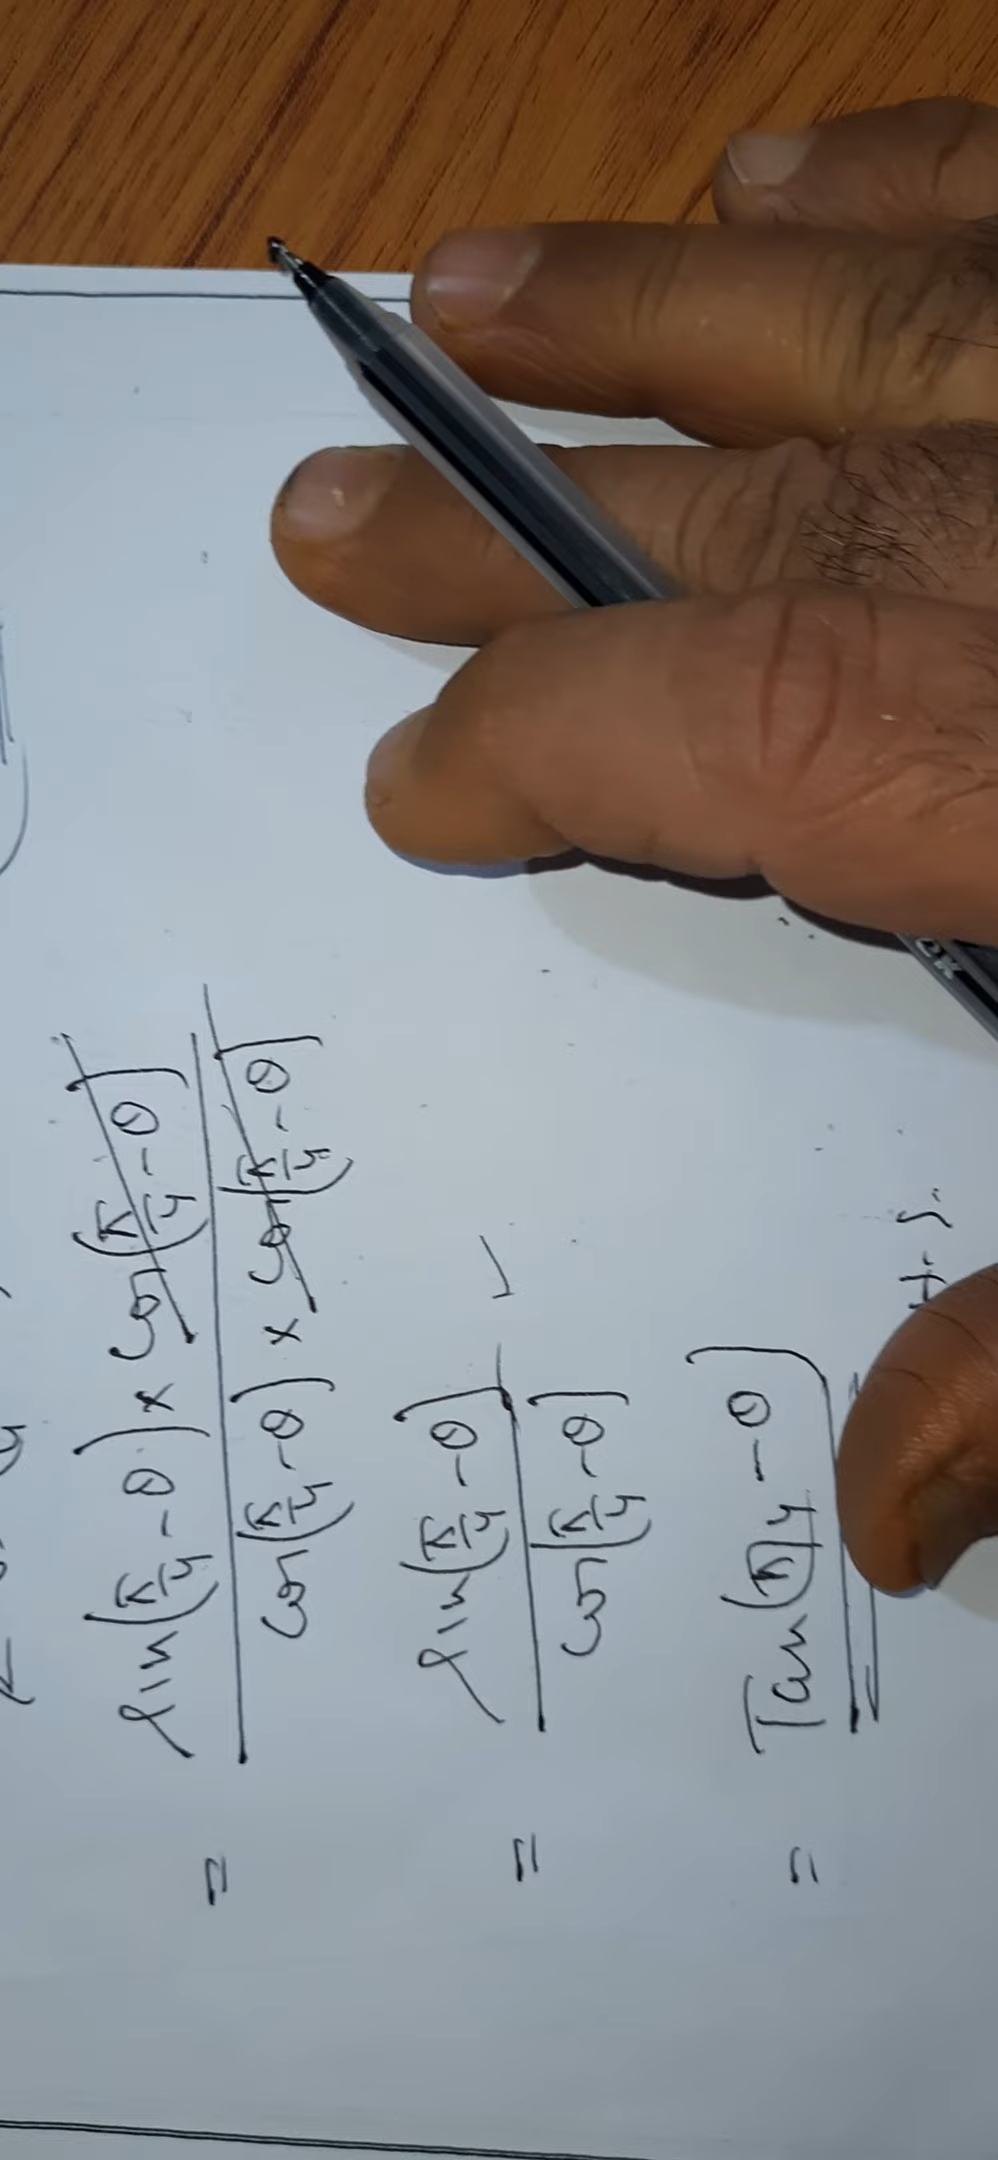 = sin(π/4 - θ) × cos(π/4 - θ) / cos(π/4 - θ) × cos(π/4 - θ)
= sin(π/4 - θ) / cos(π/4 - θ)
= Tan(π/4 - θ)
H.S.